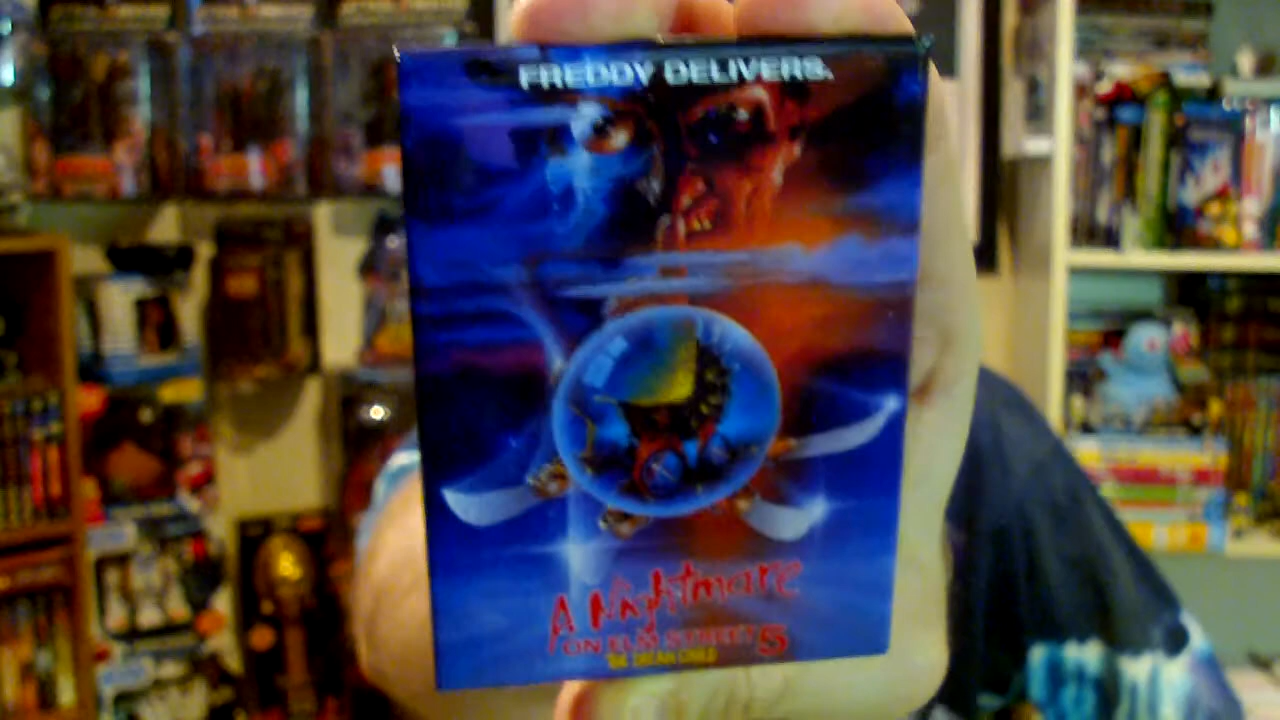 FREDDY DELIVERS.
A Nightmare
ON ELM STREET 5
THE DREAM CHILD